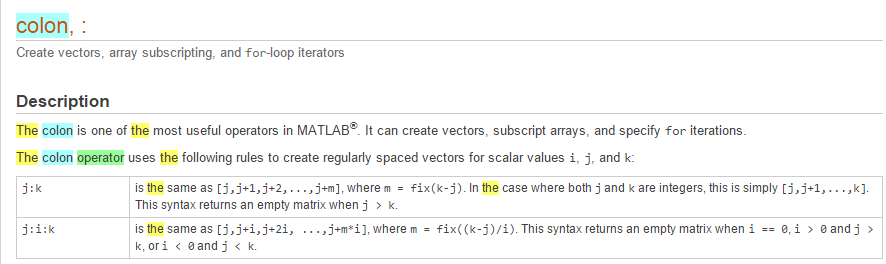 colon, :
Create vectors, array subscripting, and for-loop iterators
Description
The colon is one of the most useful operators in MATLAB®. It can create vectors, subscript arrays, and specify for iterations.
The colon operator uses the following rules to create regularly spaced vectors for scalar values i, j, and k:
j:k
is the same as [j,j+1,j+2,...,j+m], where m = fix(k-j). In the case where both j and k are integers, this is simply [j,j+1,...,k].
This syntax returns an empty matrix when j > k.
j:i:k
is the same as [j,j+i,j+2i, ...,j+m*i], where m = fix((k-j)/i). This syntax returns an empty matrix when i == 0, i > 0 and j >
k, or i < 0 and j < k.